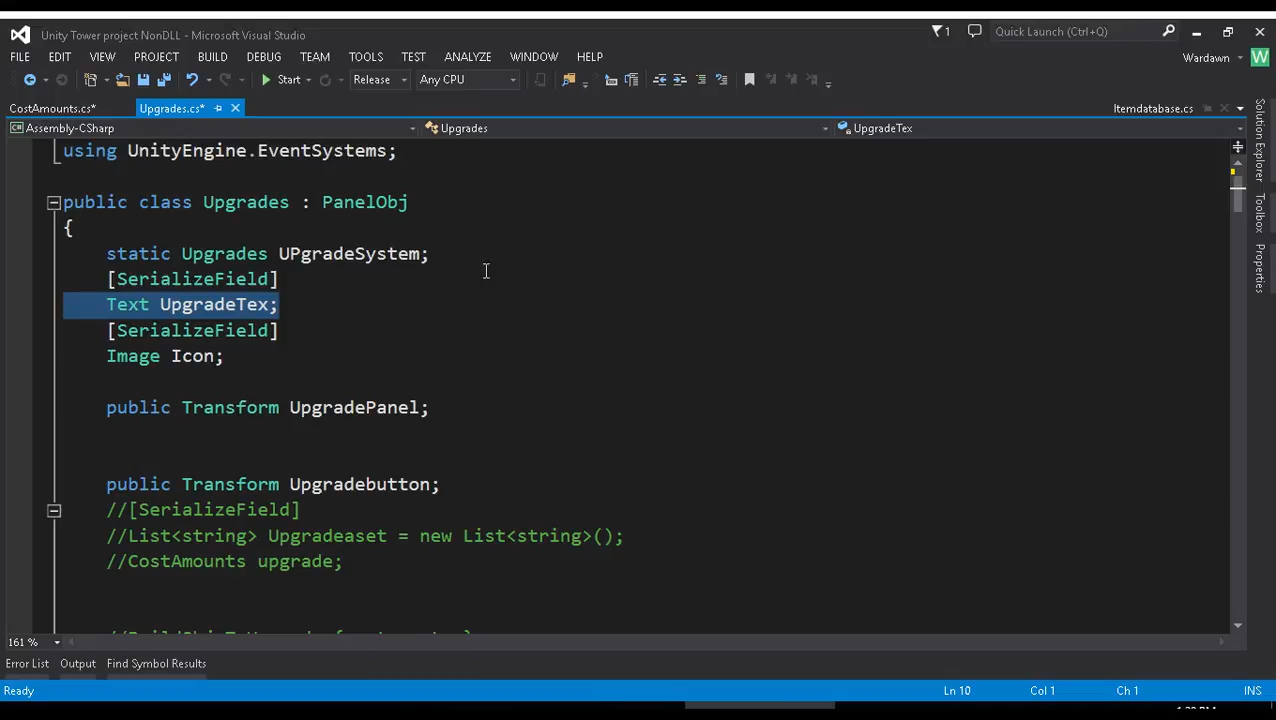 Unity Tower project NonDLL - Microsoft Visual Studio
1
Quick Launch (Ctrl+Q)
FILE EDIT VIEW PROJECT BUILD DEBUG TEAM TOOLS TEST ANALYZE WINDOW HELP
Wardawn W
Start Release Any CPU
CostAmounts.cs* Upgrades.cs* Itemdatabase.cs
Assembly-CSharp Upgrades UpgradeTex
Solution Explorer
Toolbox
Properties
using UnityEngine.EventSystems;
public class Upgrades : PanelObj
{
static Upgrades UPgradeSystem;
[SerializeField]
Text UpgradeTex;
[SerializeField]
Image Icon;
public Transform UpgradePanel;
public Transform Upgradebutton;
//[SerializeField]
//List<string> Upgradeaset = new List<string>();
//CostAmounts upgrade;
161 %
Error List Output Find Symbol Results
Ready Ln 10 Col 1 Ch 1 INS